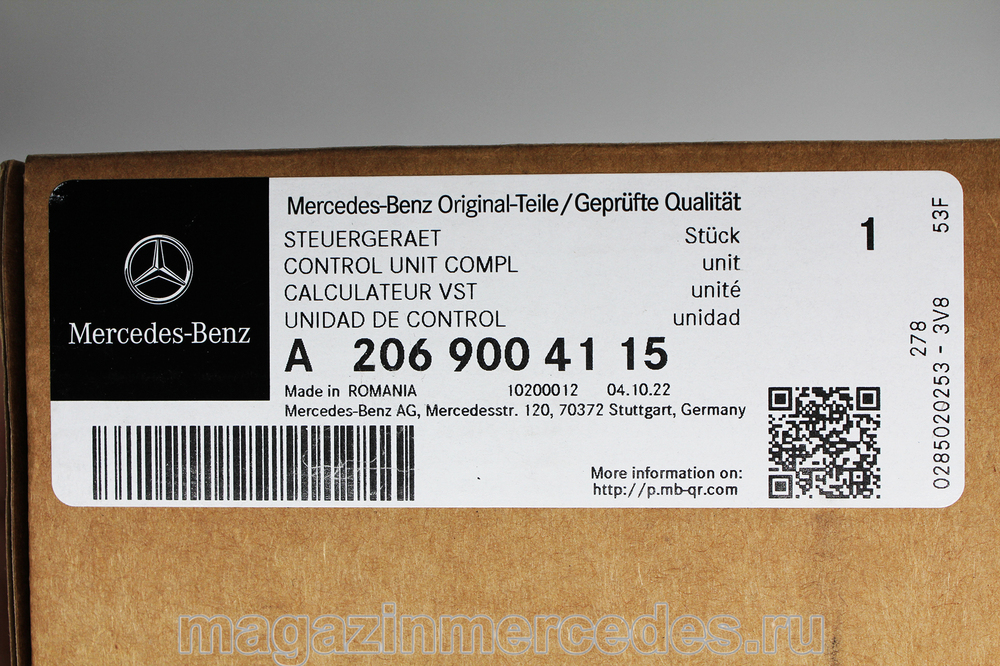 Mercedes-Benz
Mercedes-Benz Original-Teile/Geprüfte Qualität
STEUERGERAET Stück
CONTROL UNIT COMPL unit
CALCULATEUR VST unité
UNIDAD DE CONTROL unidad
A 206 900 41 15
Made in ROMANIA 10200012 04.10.22
Mercedes-Benz AG, Mercedesstr. 120, 70372 Stuttgart, Germany
More information on:
http://p.mb-qr.com
1
278
0285020253 - 3V8 53F
magazinmercedes.ru